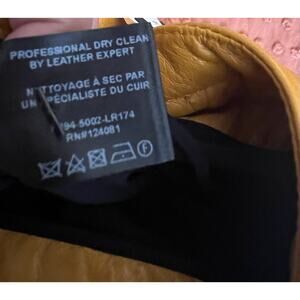 PROFESSIONAL DRY CLEAN
BY LEATHER EXPERT
NETTOYAGE À SEC PAR
UN SPÉCIALISTE DU CUIR
794-5002-LR174
RN#124081
F